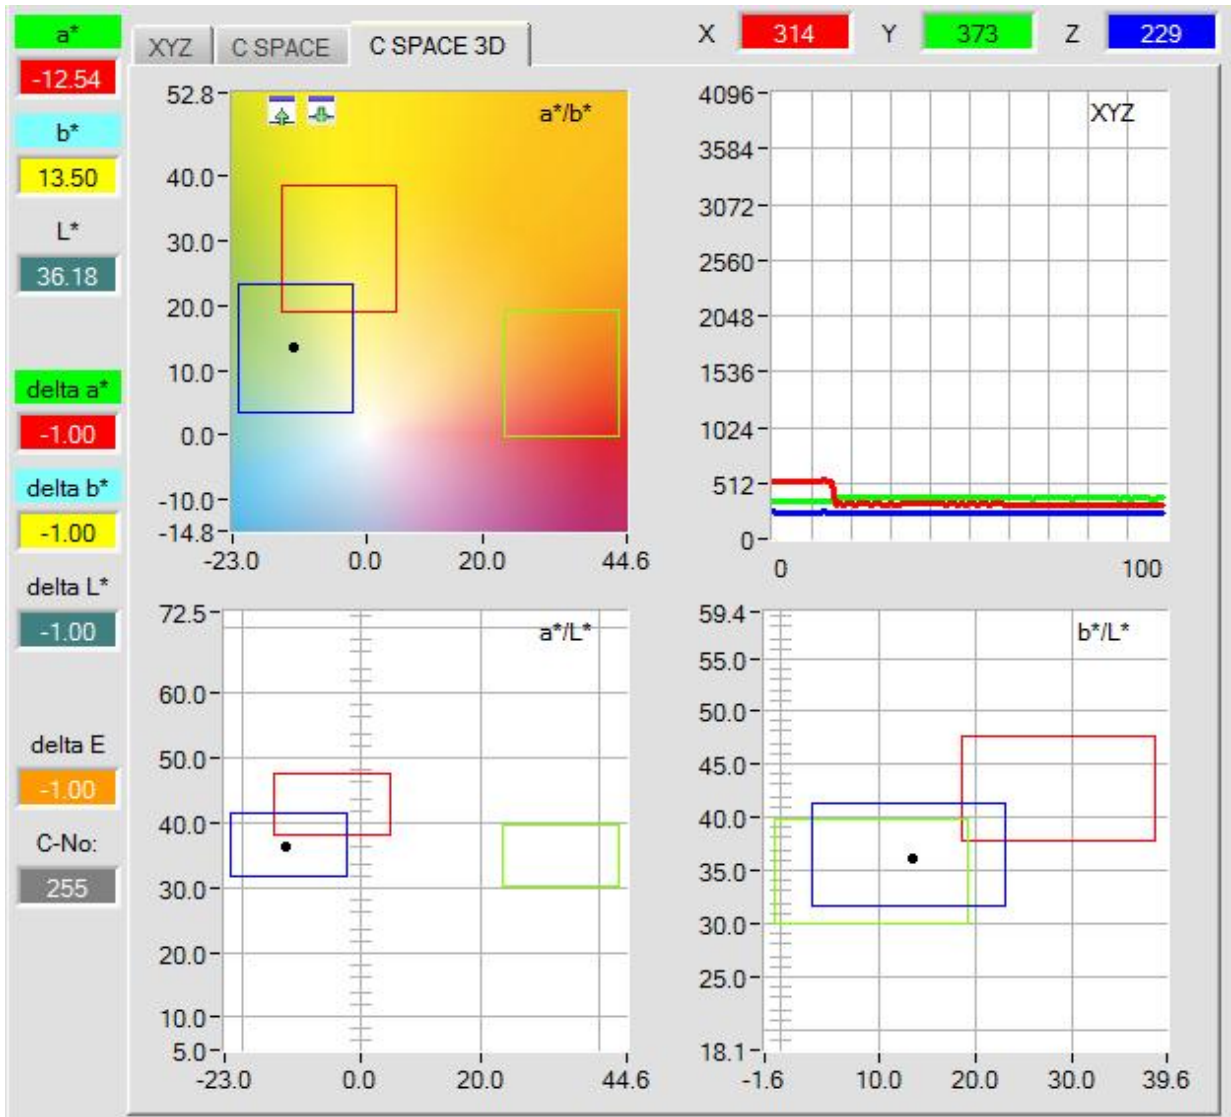 a*
-12.54
b*
13.50
L*
36.18
delta a*
-1.00
delta b*
-1.00
delta L*
-1.00
delta E
-1.00
C-No:
255
XYZ C SPACE C SPACE 3D
X 314 Y 373 Z 229
a*/b*
52.8
40.0
30.0
20.0
10.0
0.0
-10.0
-14.8
-23.0 0.0 20.0 44.6
XYZ
4096
3584
3072
2560
2048
1536
1024
512
0
0 100
a*/L*
72.5
60.0
50.0
40.0
30.0
20.0
10.0
5.0
-23.0 0.0 20.0 44.6
b*/L*
59.4
55.0
50.0
45.0
40.0
35.0
30.0
25.0
18.1
-1.6 10.0 20.0 30.0 39.6